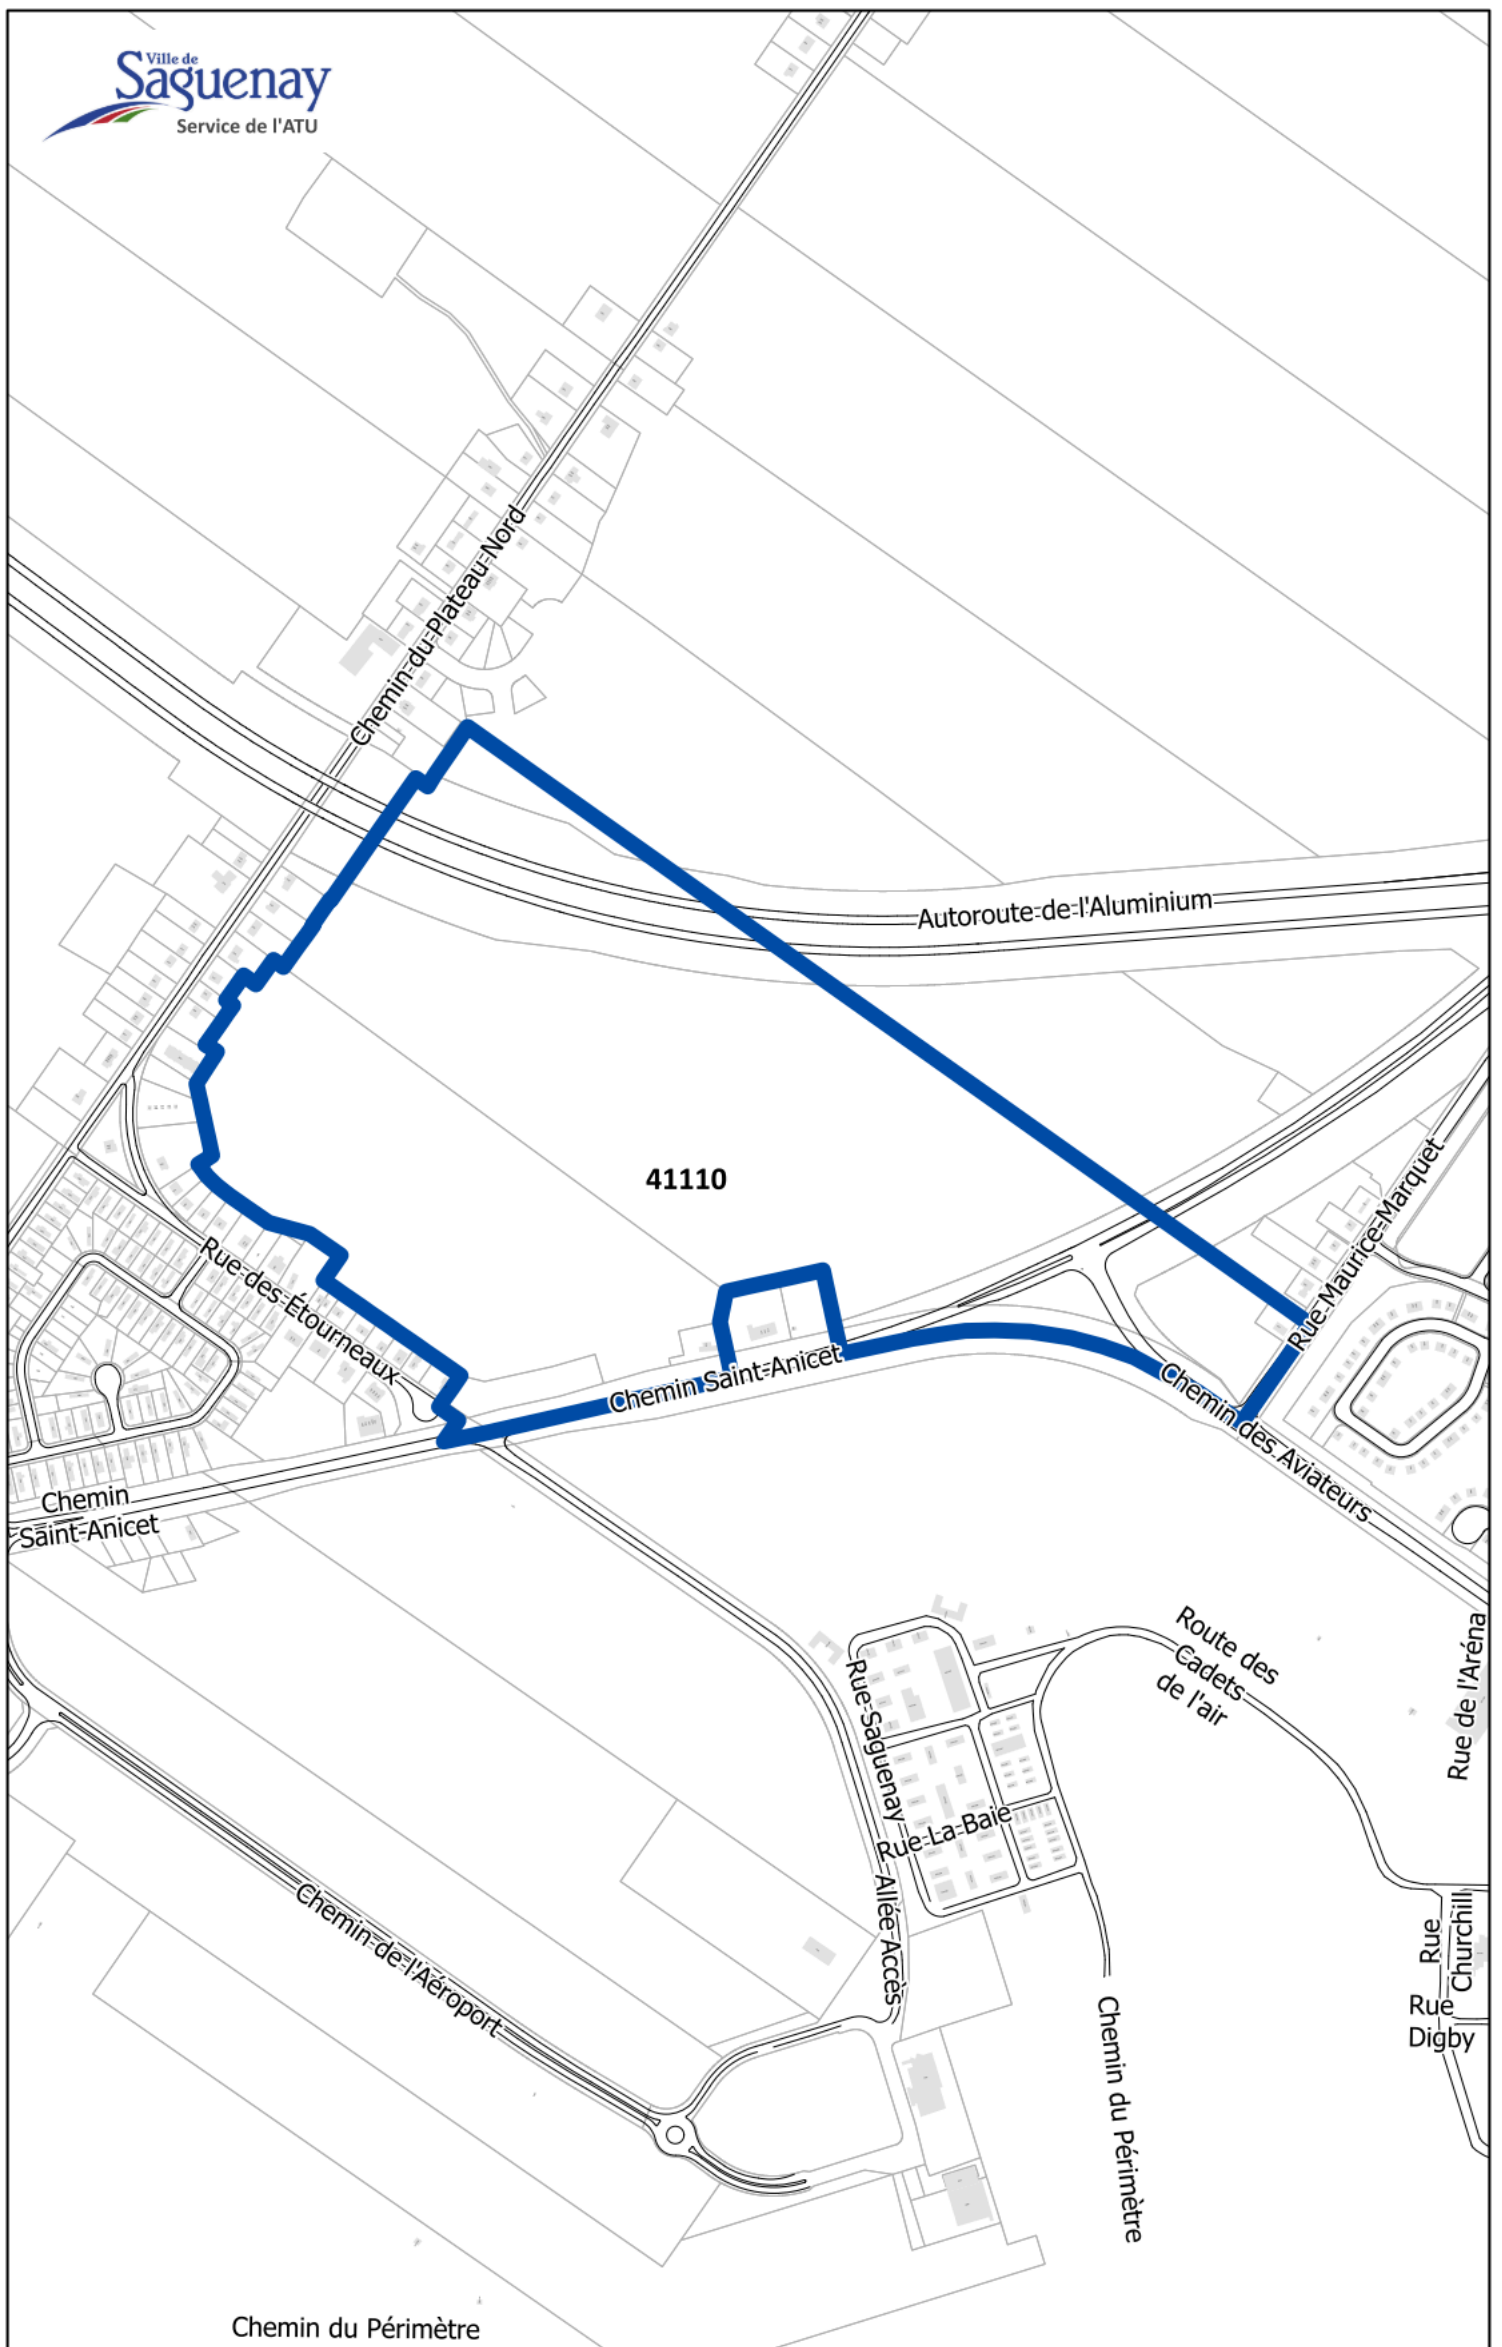 Ville de
Saguenay
Service de l'ATU
Chemin du Plateau Nord
Autoroute de l'Aluminium
41110
Rue Maurice-Marquet
Rue des Étourneaux
Chemin Saint-Anicet
Chemin des Aviateurs
Chemin
Saint-Anicet
Route des
Cadets
de l'air
Rue de l'Aréna
Rue Saguenay
Rue La Baie
Allée Accès
Chemin de l'Aéroport
Rue
Churchill
Rue
Digby
Chemin du Périmètre
Chemin du Périmètre